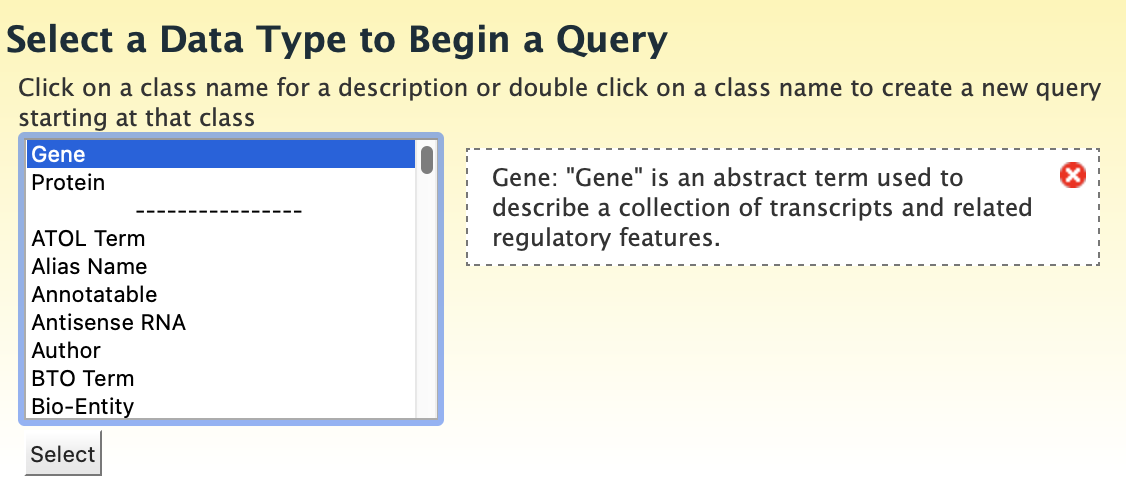 Select a Data Type to Begin a Query
Click on a class name for a description or double click on a class name to create a new query
starting at that class
Gene
Protein
----------------
ATOL Term
Alias Name
Annotatable
Antisense RNA
Author
BTO Term
Bio-Entity
Gene: "Gene" is an abstract term used to
describe a collection of transcripts and related
regulatory features.
Select